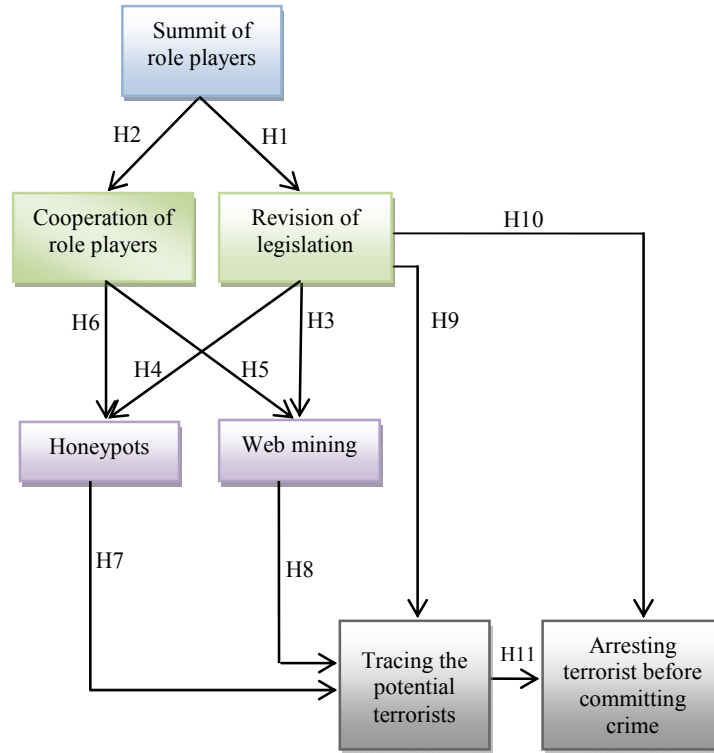 Summit of
role players
H2
H1
Cooperation of
role players
Revision of
legislation
H10
H6
H3
H9
H4
H5
Honeypots
Web mining
H7
H8
Tracing the
potential
terrorists
H11
Arresting
terrorist before
committing
crime